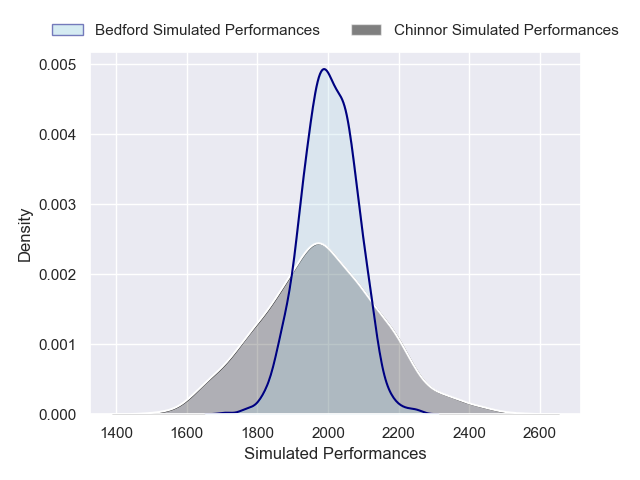 Bedford Simulated Performances Chinnor Simulated Performances
0.005
0.004
0.003
0.002
0.001
0.000
Density
1400 1600 1800 2000 2200 2400 2600
Simulated Performances